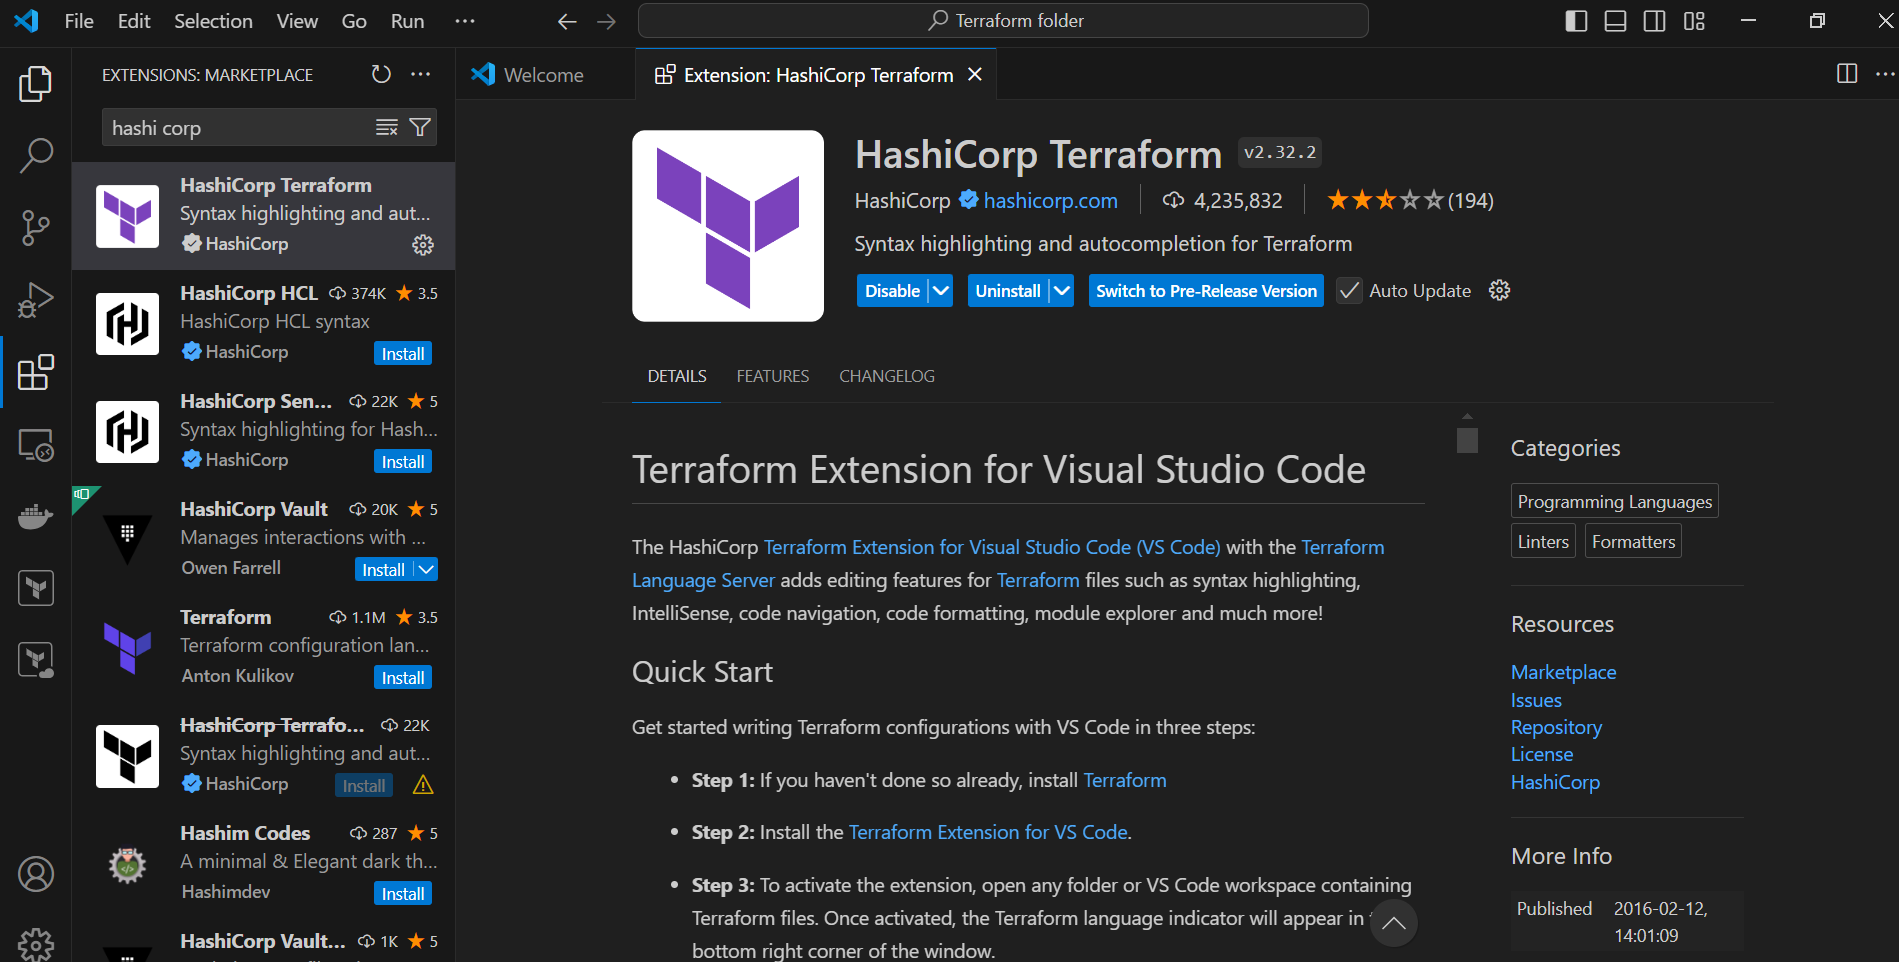 File Edit Selection View Go Run ···
Terraform folder
EXTENSIONS: MARKETPLACE
hashi corp
HashiCorp Terraform
Syntax highlighting and aut...
HashiCorp
HashiCorp HCL 374K 3.5
HashiCorp HCL syntax
HashiCorp Install
HashiCorp Sen... 22K 5
Syntax highlighting for Hash...
HashiCorp Install
HashiCorp Vault 20K 5
Manages interactions with ...
Owen Farrell Install
Terraform 1.1M 3.5
Terraform configuration lan...
Anton Kulikov Install
HashiCorp Terrafo... 22K
Syntax highlighting and aut...
HashiCorp Install
Hashim Codes 287 5
A minimal & Elegant dark th...
Hashimdev Install
HashiCorp Vault... 1K 5
Welcome
Extension: HashiCorp Terraform
HashiCorp Terraform v2.32.2
HashiCorp hashicorp.com 4,235,832 (194)
Syntax highlighting and autocompletion for Terraform
Disable Uninstall Switch to Pre-Release Version Auto Update
DETAILS FEATURES CHANGELOG
Terraform Extension for Visual Studio Code
The HashiCorp Terraform Extension for Visual Studio Code (VS Code) with the Terraform
Language Server adds editing features for Terraform files such as syntax highlighting,
IntelliSense, code navigation, code formatting, module explorer and much more!
Quick Start
Get started writing Terraform configurations with VS Code in three steps:
• Step 1: If you haven't done so already, install Terraform
• Step 2: Install the Terraform Extension for VS Code.
• Step 3: To activate the extension, open any folder or VS Code workspace containing
Terraform files. Once activated, the Terraform language indicator will appear in
bottom right corner of the window.
Categories
Programming Languages
Linters Formatters
Resources
Marketplace
Issues
Repository
License
HashiCorp
More Info
Published 2016-02-12,
14:01:09